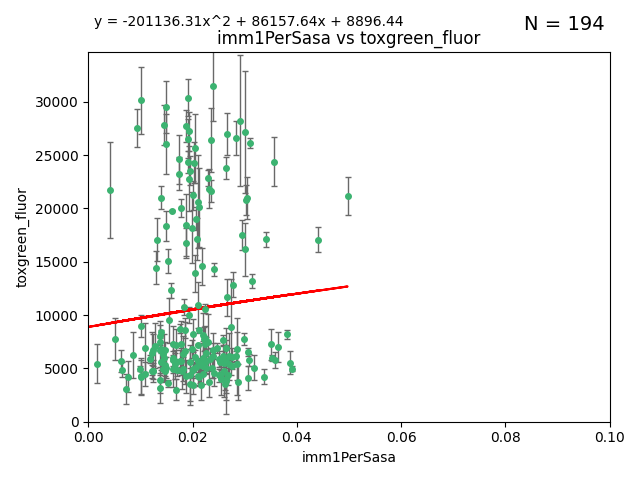 y = -201136.31x^2 + 86157.64x + 8896.44
N = 194
imm1PerSasa vs toxgreen_fluor
30000
25000
20000
15000
10000
5000
0
toxgreen_fluor
0.00 0.02 0.04 0.06 0.08 0.10
imm1PerSasa